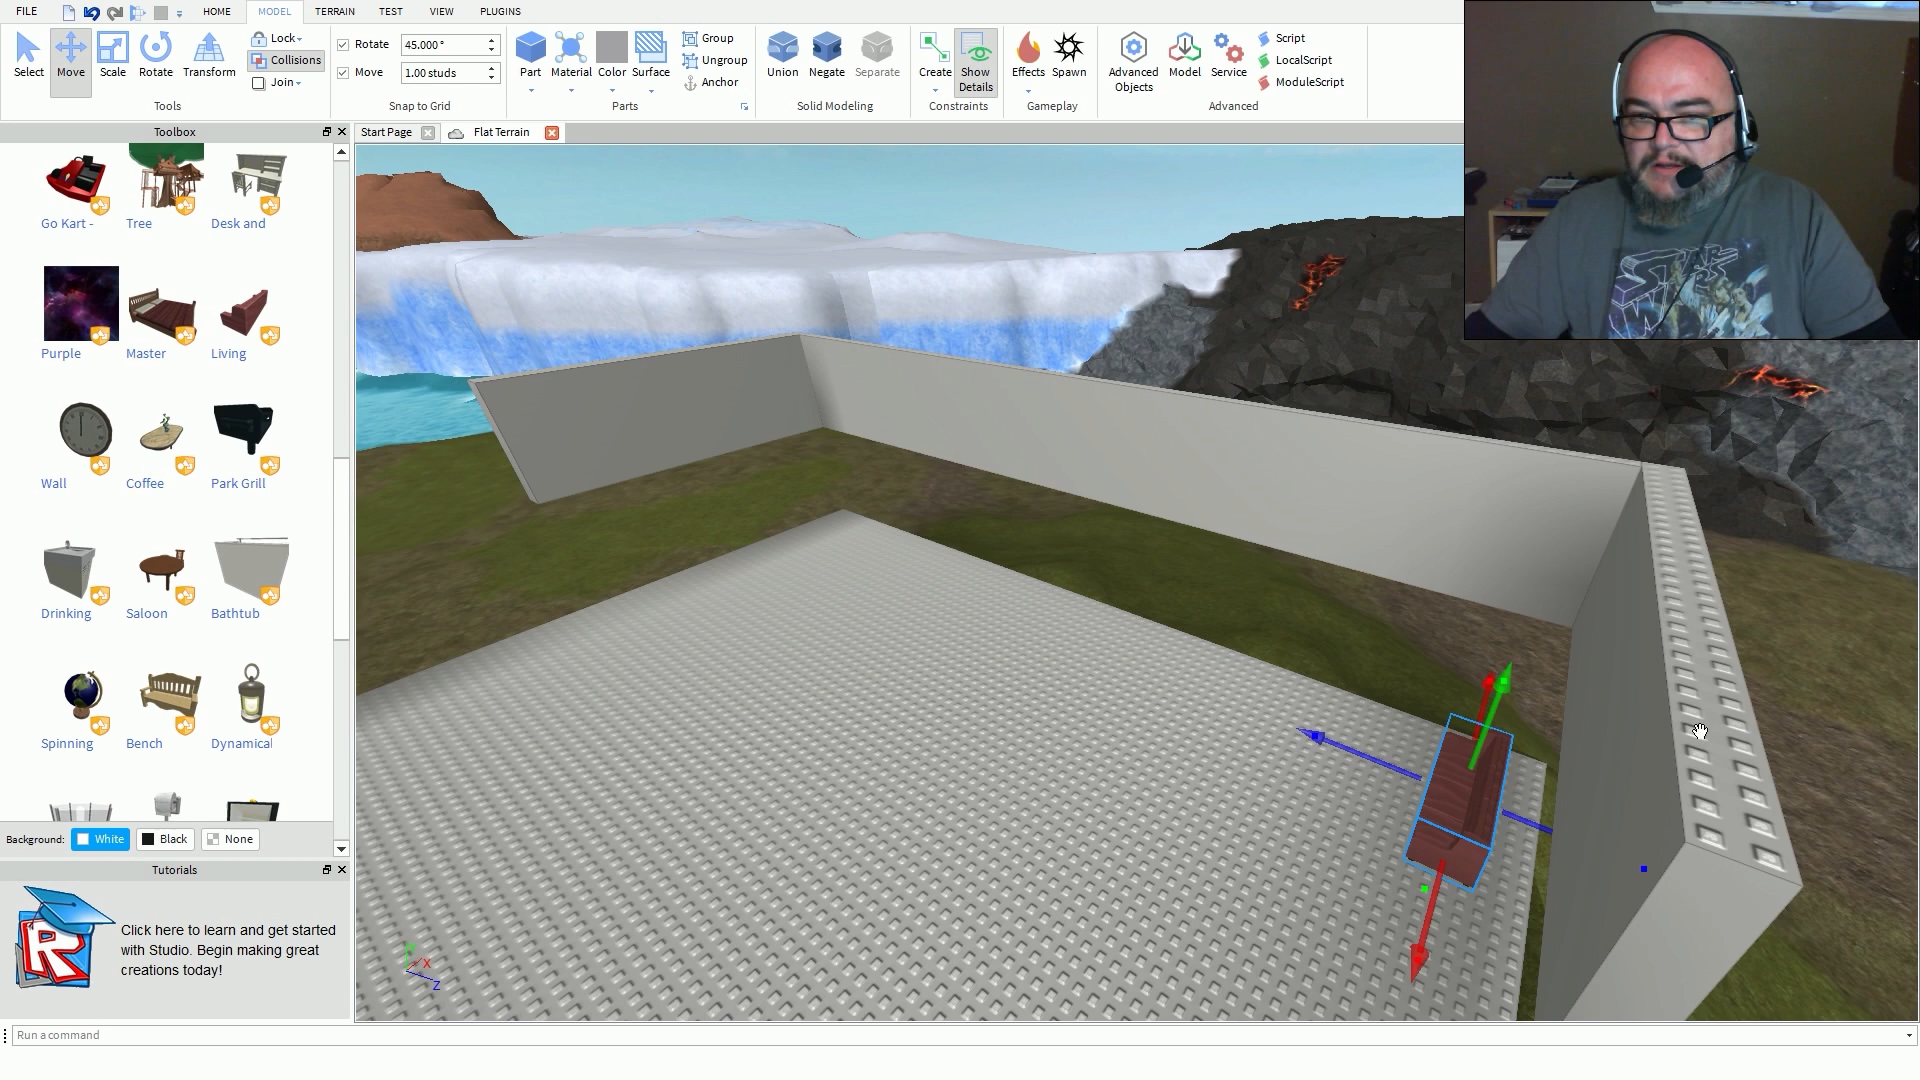 FILE HOME MODEL TERRAIN TEST VIEW PLUGINS
Select Move Scale Rotate Transform
Lock
Collisions
Join
Tools
Rotate 45.000 °
Move 1.00 studs
Snap to Grid
Part Material Color Surface
Group
Ungroup
Anchor
Parts
Union Negate Separate
Solid Modeling
Create Show
Details
Constraints
Effects Spawn
Gameplay
Advanced
Objects
Model Service
Script
LocalScript
ModuleScript
Advanced
Toolbox
Start Page Flat Terrain
Go Kart - Tree Desk and
Purple Master Living
Wall Coffee Park Grill
Drinking Saloon Bathtub
Spinning Bench Dynamical
Background: White Black None
Tutorials
R
Click here to learn and get started
with Studio. Begin making great
creations today!
Y
X
Z
STAR
WARS
Run a command